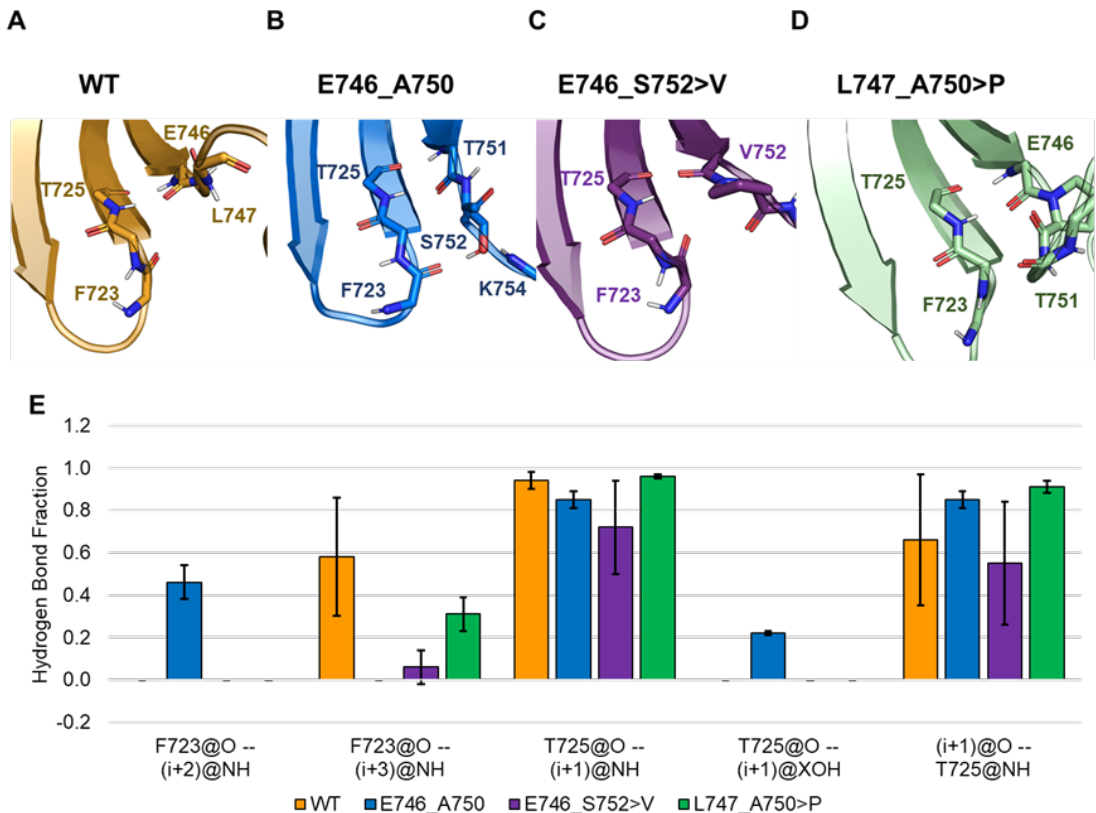 A
B
C
D
WT
E746_A750
E746_S752>V
L747_A750>P
E746
T725
L747
F723
T751
T725
S752
F723
K754
V752
T725
F723
E746
T725
F723
T751
E
Hydrogen Bond Fraction
1.2
1.0
0.8
0.6
0.4
0.2
0.0
-0.2
F723@O --
(i+2)@NH
F723@O --
(i+3)@NH
T725@O --
(i+1)@NH
T725@O --
(i+1)@XOH
(i+1)@O --
T725@NH
WT
E746_A750
E746_S752>V
L747_A750>P